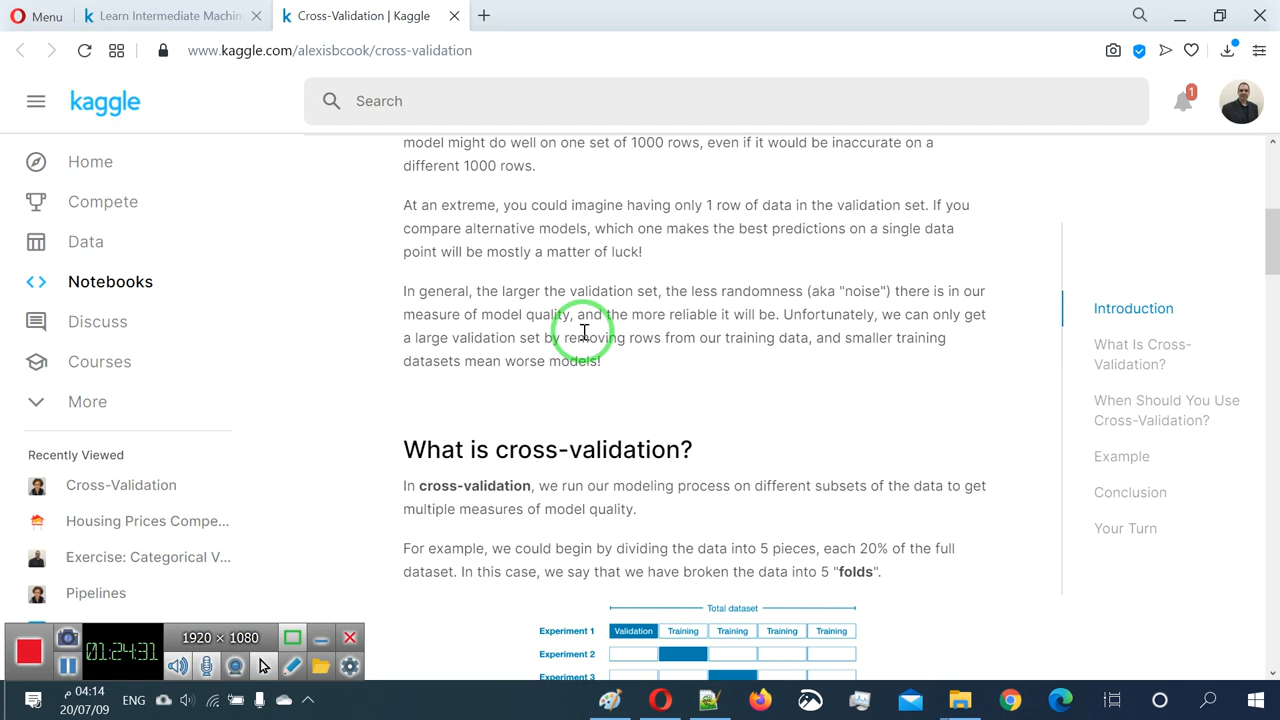 Menu
Learn Intermediate Machin
Cross-Validation | Kaggle
www.kaggle.com/alexisbcook/cross-validation
kaggle
Search
1
Home
Compete
Data
Notebooks
Discuss
Courses
More
Recently Viewed
Cross-Validation
Housing Prices Compe...
Exercise: Categorical V...
Pipelines
model might do well on one set of 1000 rows, even if it would be inaccurate on a
different 1000 rows.
At an extreme, you could imagine having only 1 row of data in the validation set. If you
compare alternative models, which one makes the best predictions on a single data
point will be mostly a matter of luck!
In general, the larger the validation set, the less randomness (aka "noise") there is in our
measure of model quality, and the more reliable it will be. Unfortunately, we can only get
a large validation set by removing rows from our training data, and smaller training
datasets mean worse models!
What is cross-validation?
In cross-validation, we run our modeling process on different subsets of the data to get
multiple measures of model quality.
For example, we could begin by dividing the data into 5 pieces, each 20% of the full
dataset. In this case, we say that we have broken the data into 5 "folds".
Total dataset
Experiment 1 Validation Training Training Training Training
Experiment 2
Experiment 3
Introduction
What Is Cross-
Validation?
When Should You Use
Cross-Validation?
Example
Conclusion
Your Turn
01:24:31
1920 × 1080
04:14 م
20/07/09
ENG